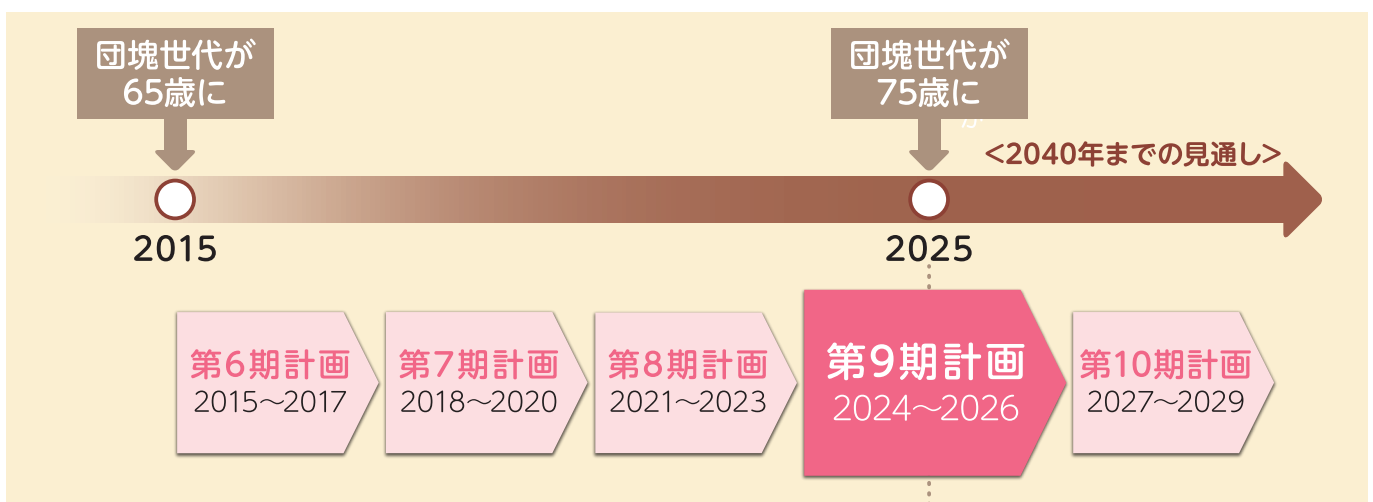 団塊世代が
65歳に
団塊世代が
75歳に
<2040年までの見通し>
2015
2025
第6期計画
2015～2017
第7期計画
2018～2020
第8期計画
2021～2023
第9期計画
2024～2026
第10期計画
2027～2029